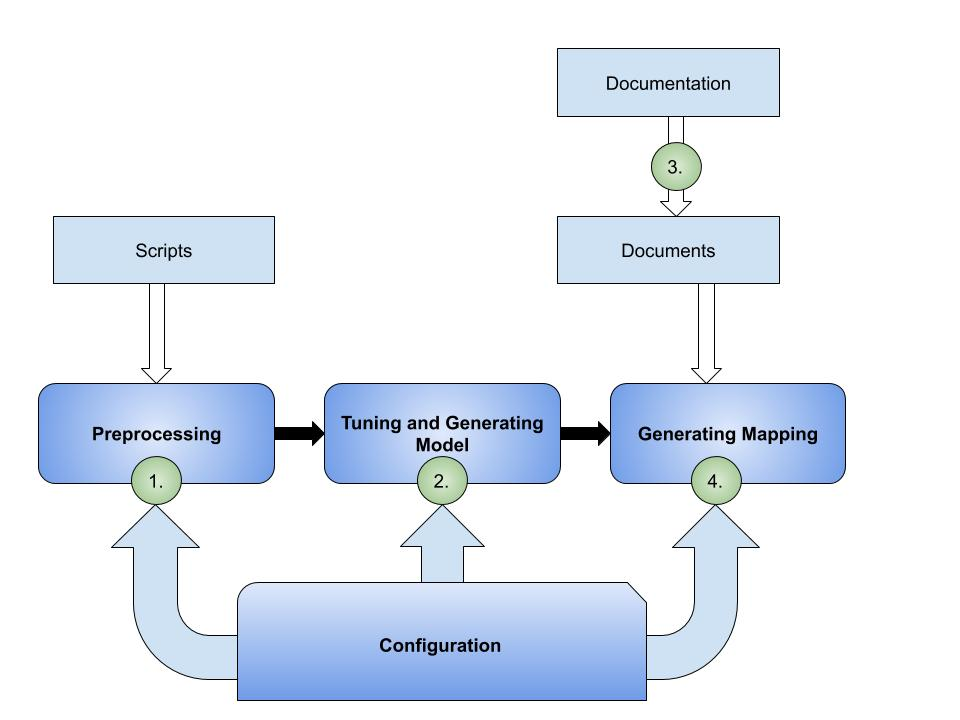 Documentation
3.
Scripts
Documents
Preprocessing
Tuning and Generating
Model
Generating Mapping
1.
2.
4.
Configuration